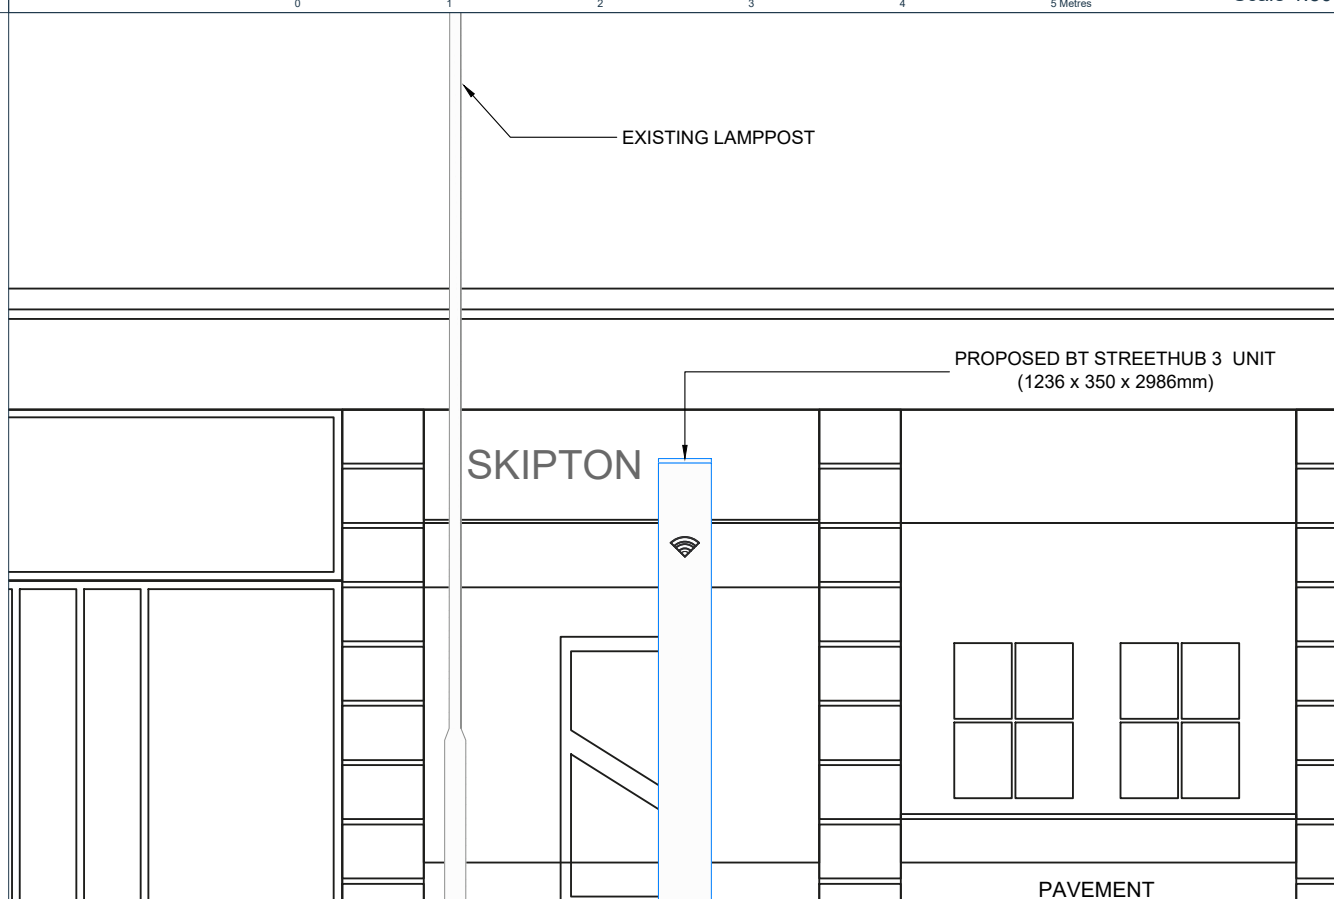 0 1 2 3 4 5 Metres
EXISTING LAMPPOST
PROPOSED BT STREETHUB 3 UNIT
(1236 x 350 x 2986mm)
SKIPTON
PAVEMENT